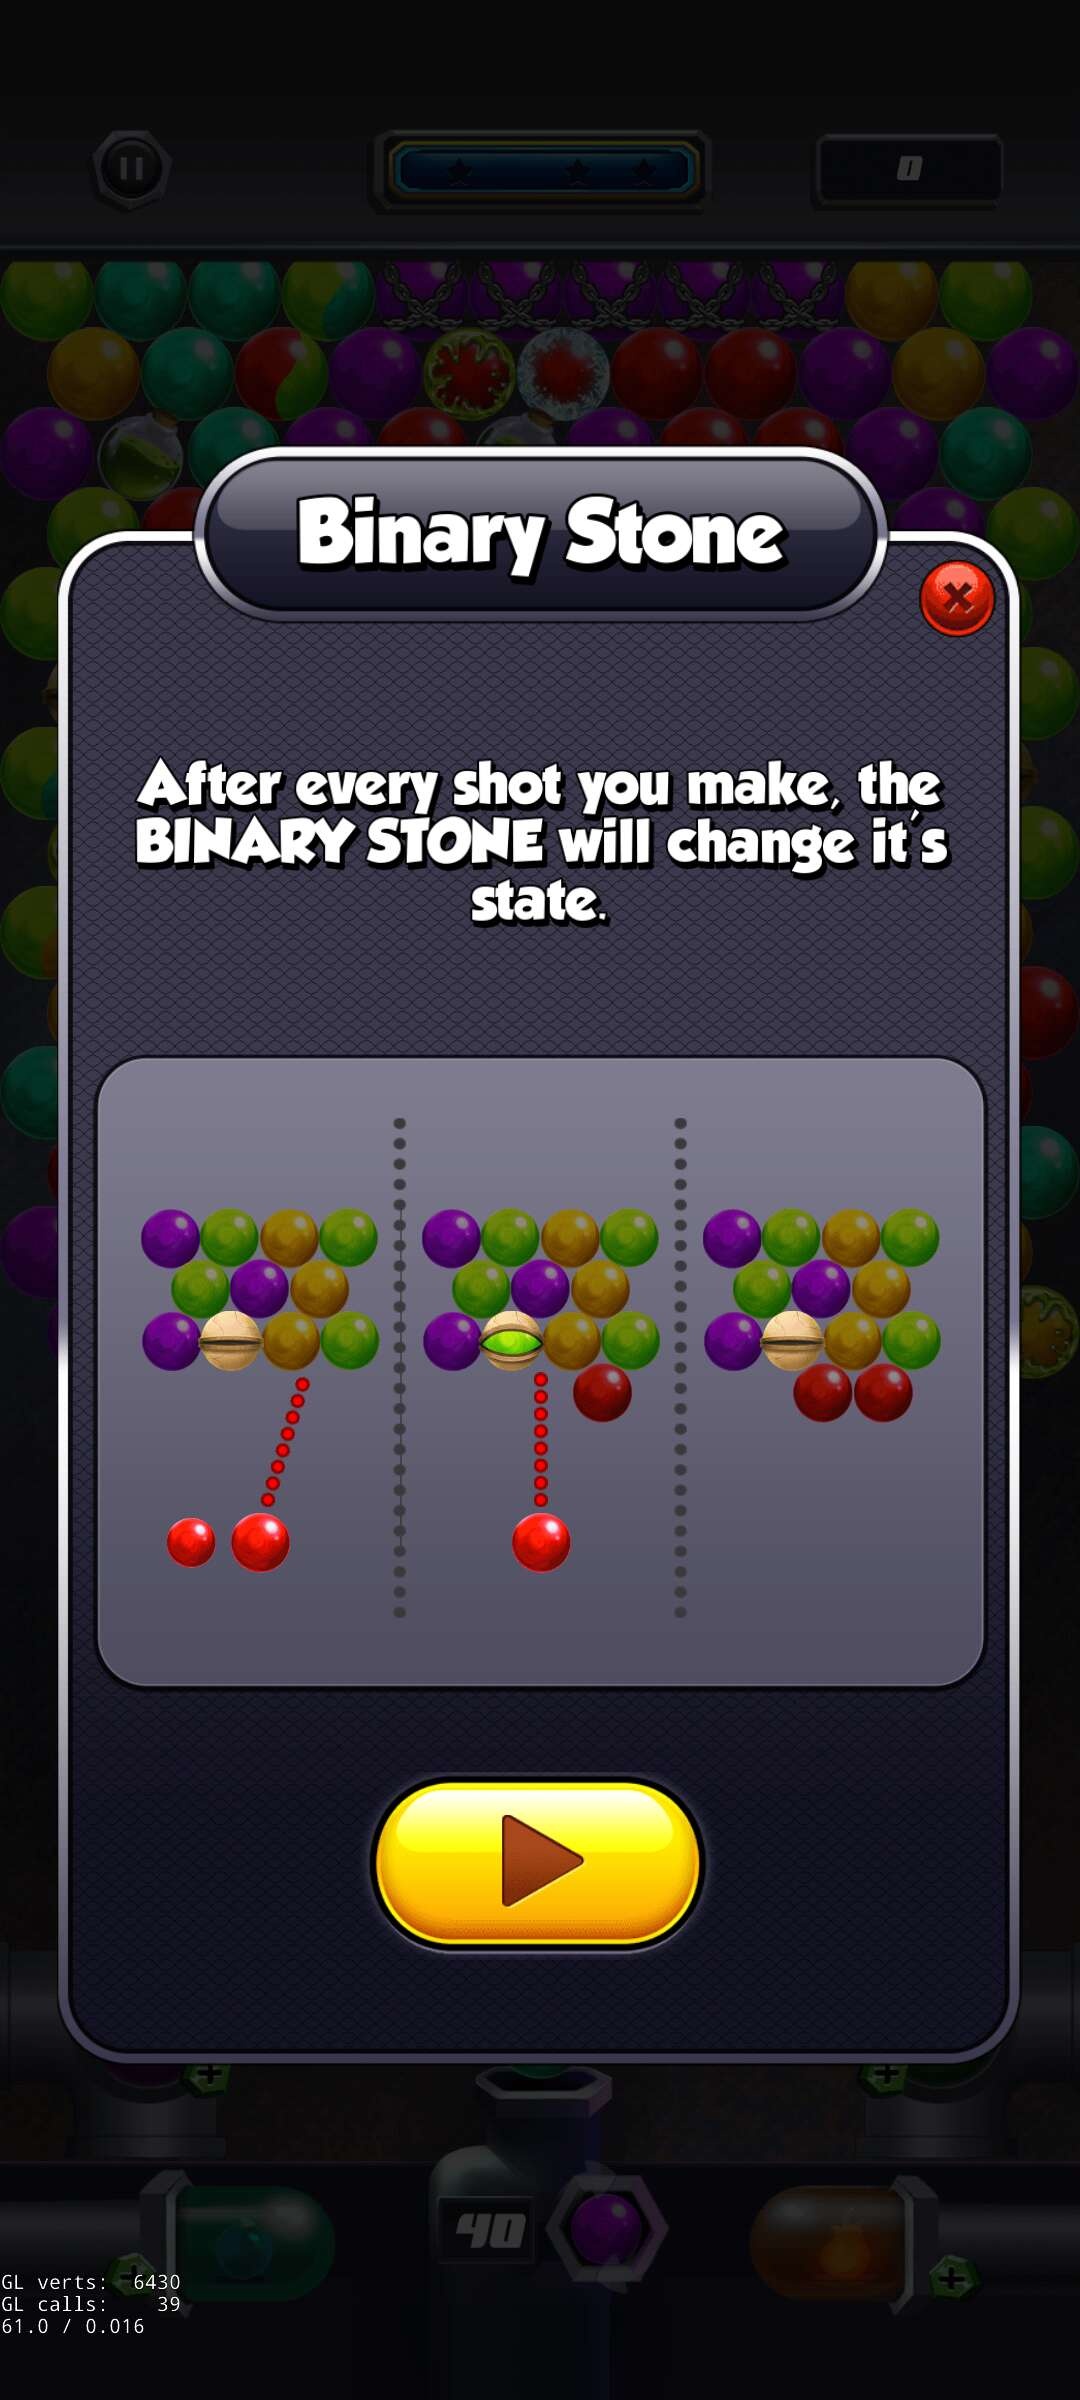 0
Binary Stone
After every shot you make, the
BINARY STONE will change it's
state.
40
GL verts: 6430
GL calls: 39
61.0 / 0.016